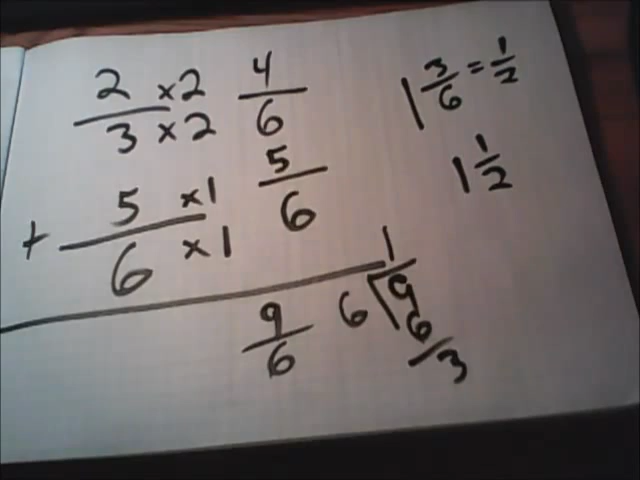 2 ×2 4
3 ×2 6
+ 5 ×1 5
6 ×1 6
9
6
1
6 9
6
3
1 3/6 = 1/2
1 1/2